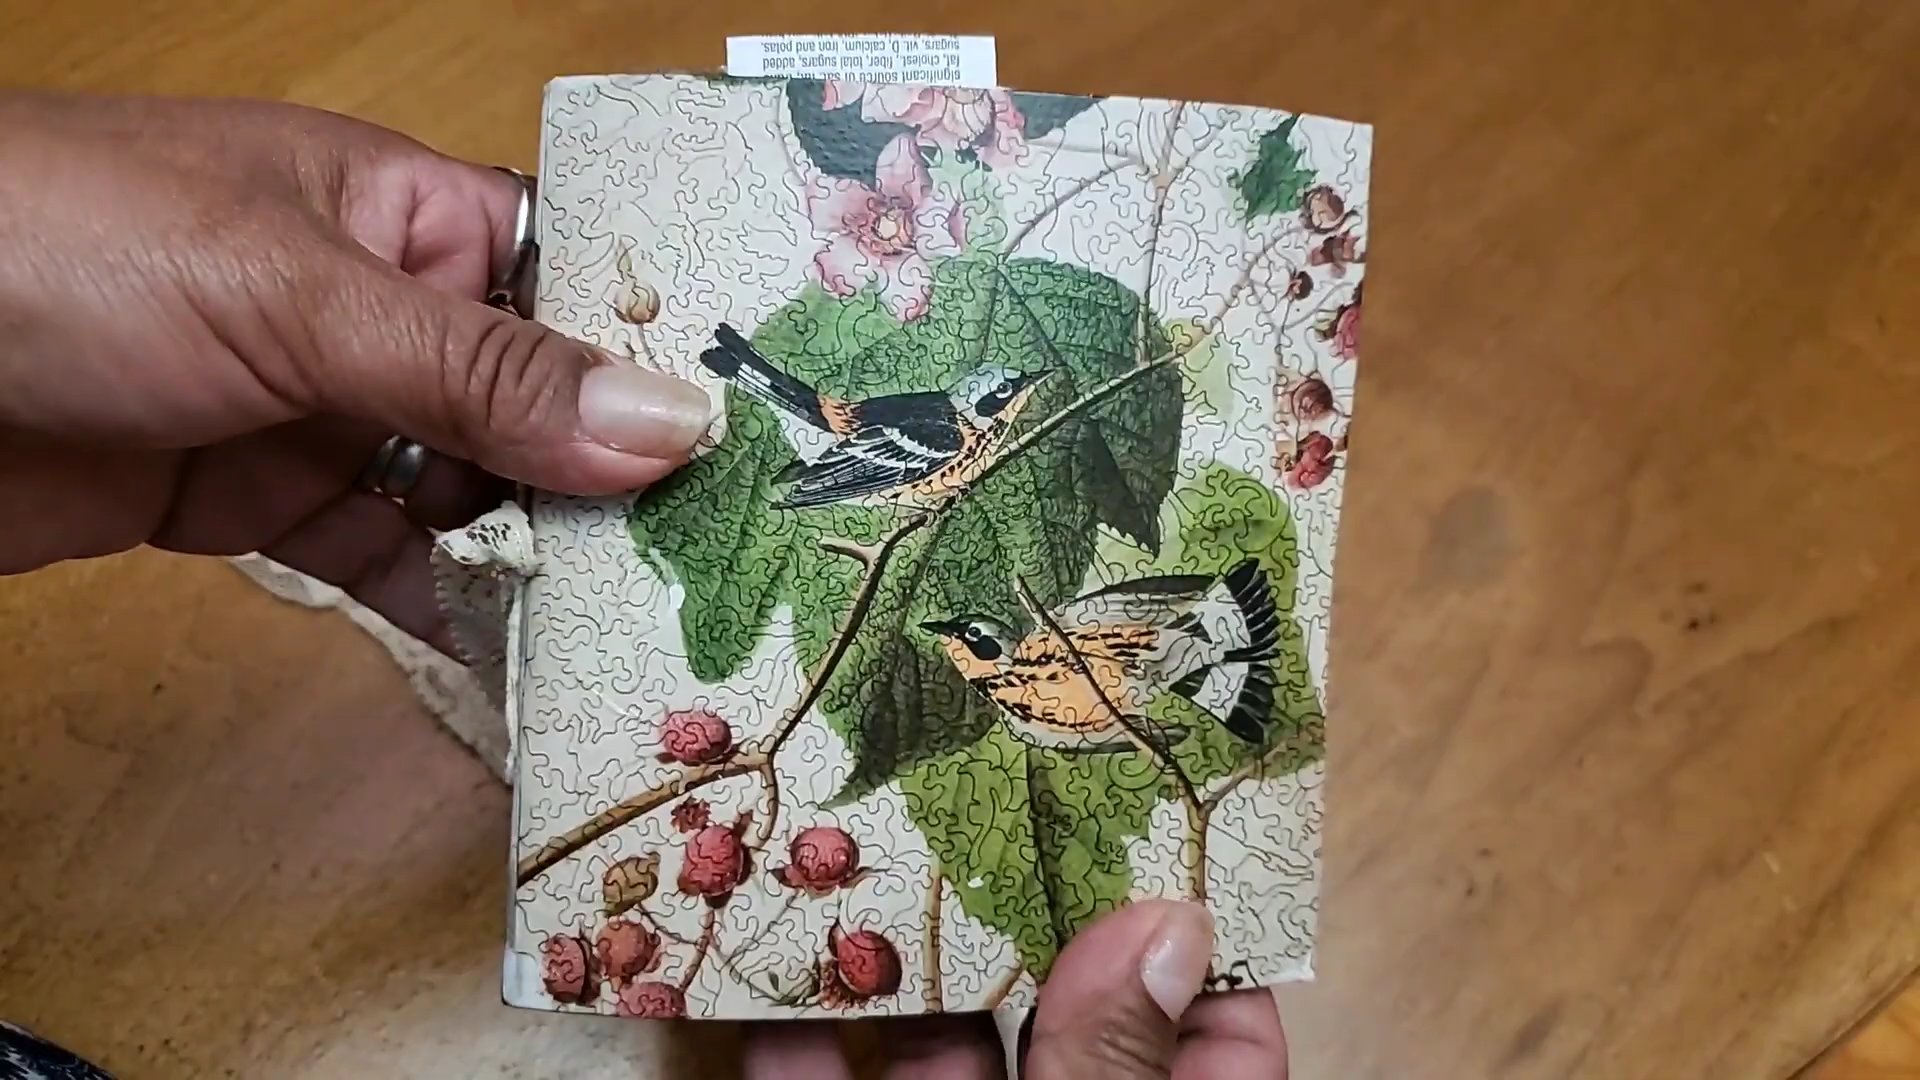 significant source of sat. fat, trans
fat, cholest., fiber, total sugars, added
sugars, vit. D, calcium, iron and potas.